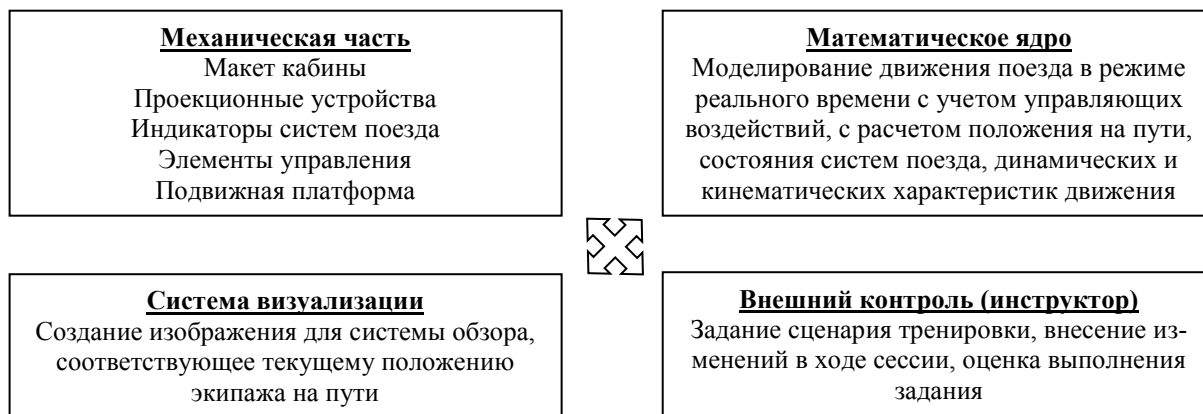 Механическая часть
Макет кабины
Проекционные устройства
Индикаторы систем поезда
Элементы управления
Подвижная платформа
Математическое ядро
Моделирование движения поезда в режиме
реального времени с учетом управляющих
воздействий, с расчетом положения на пути,
состояния систем поезда, динамических и
кинематических характеристик движения
Система визуализации
Создание изображения для системы обзора,
соответствующее текущему положению
экипажа на пути
Внешний контроль (инструктор)
Задание сценария тренировки, внесение из-
менений в ходе сессии, оценка выполнения
задания